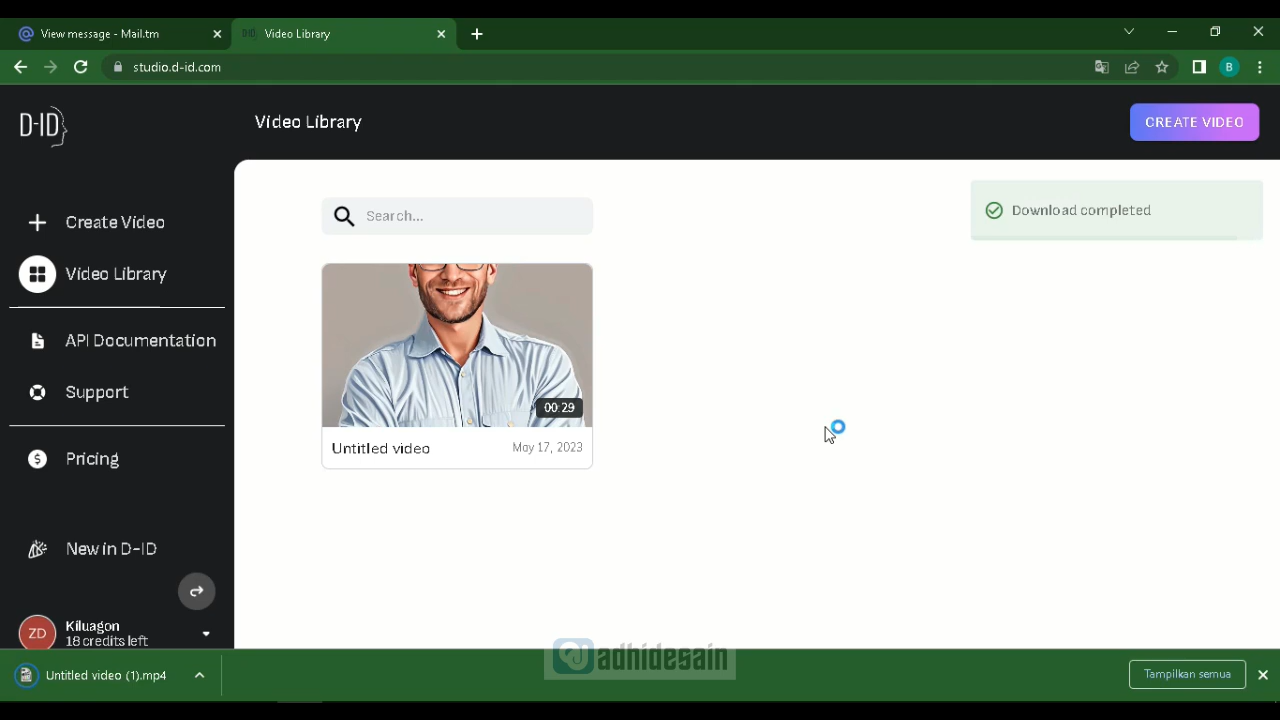 View message - Mail.tm
Video Library
studio.d-id.com
B
D-ID
Video Library
CREATE VIDEO
Create Video
Search...
Download completed
Video Library
API Documentation
Support
00:29
Untitled video
May 17, 2023
Pricing
New in D-ID
ZD
Kiluagon
18 credits left
adhidesain
Untitled video (1).mp4
Tampilkan semua